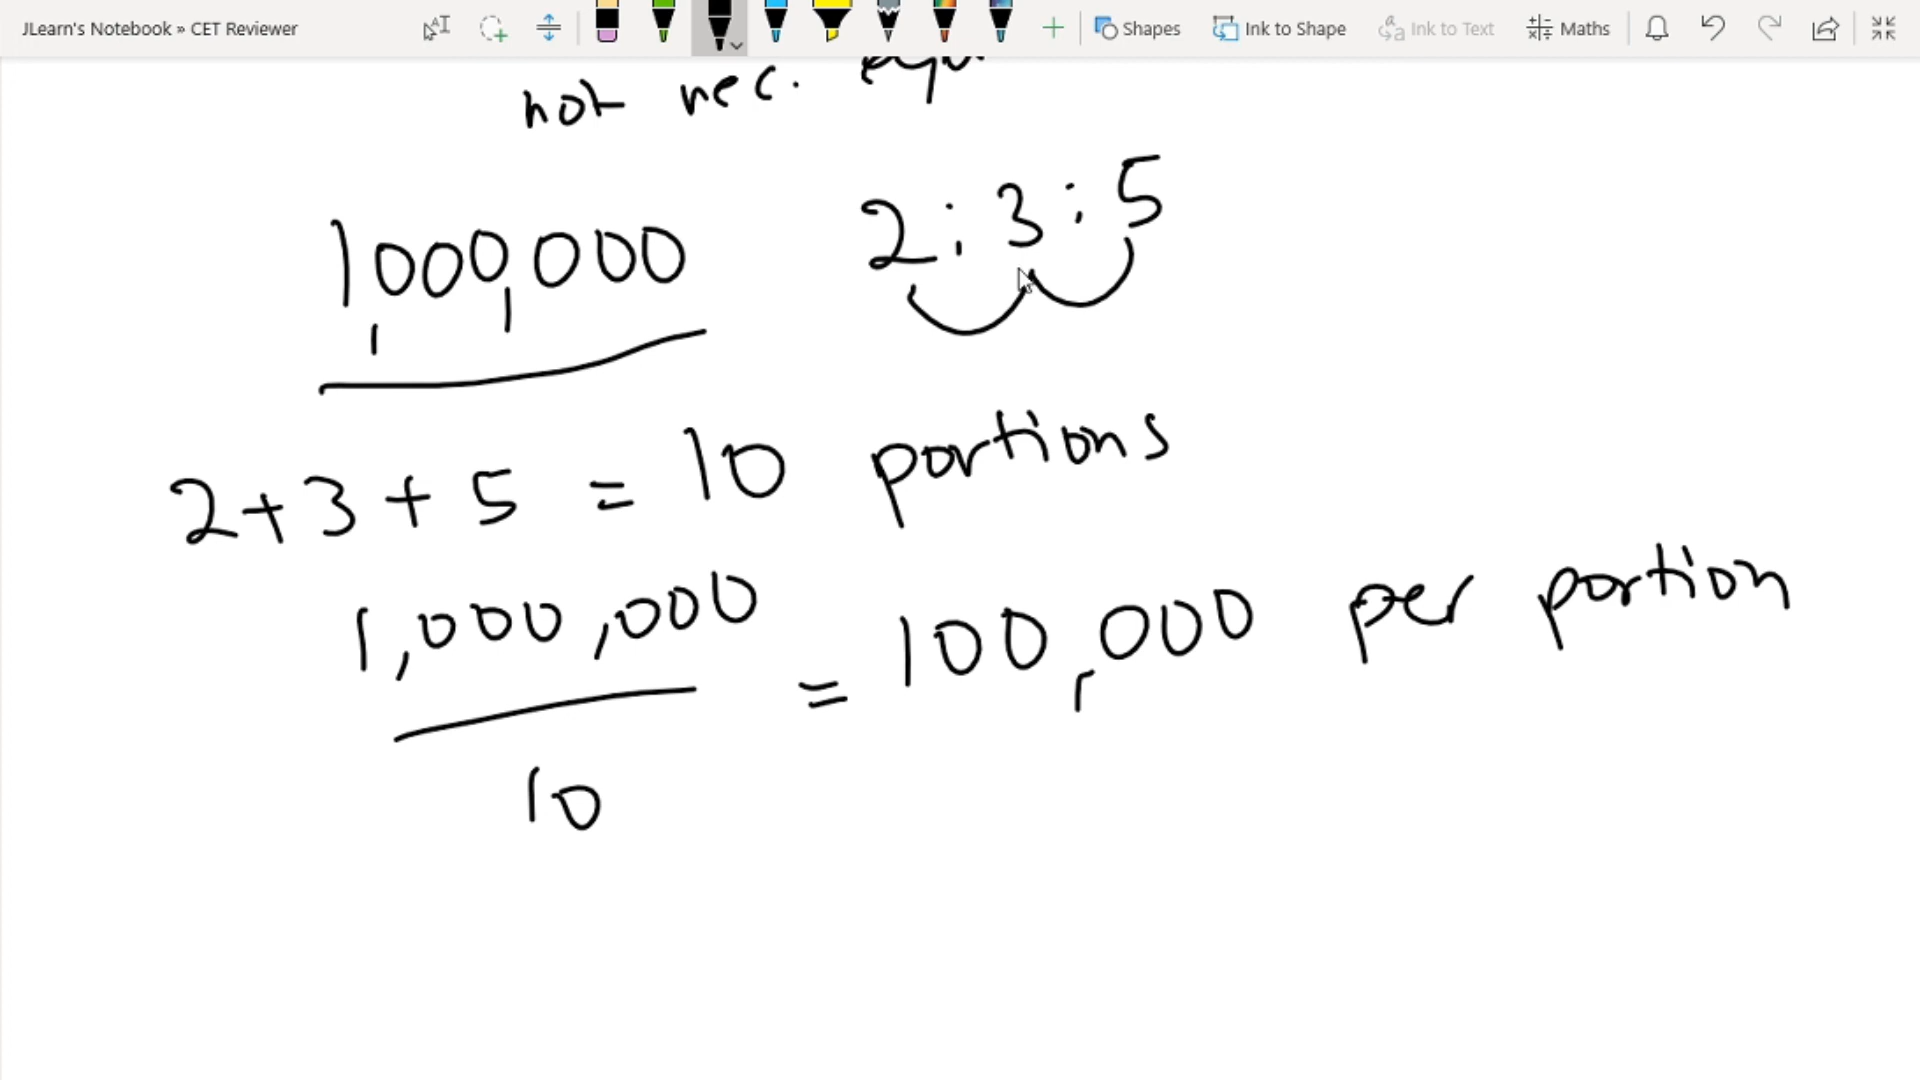 JLearn's Notebook » CET Reviewer
Shapes
Ink to Shape
Ink to Text
Maths
not nec.
1,000,000 2:3:5
2+3+5 = 10 portions
1,000,000
= 100,000 per portion
10